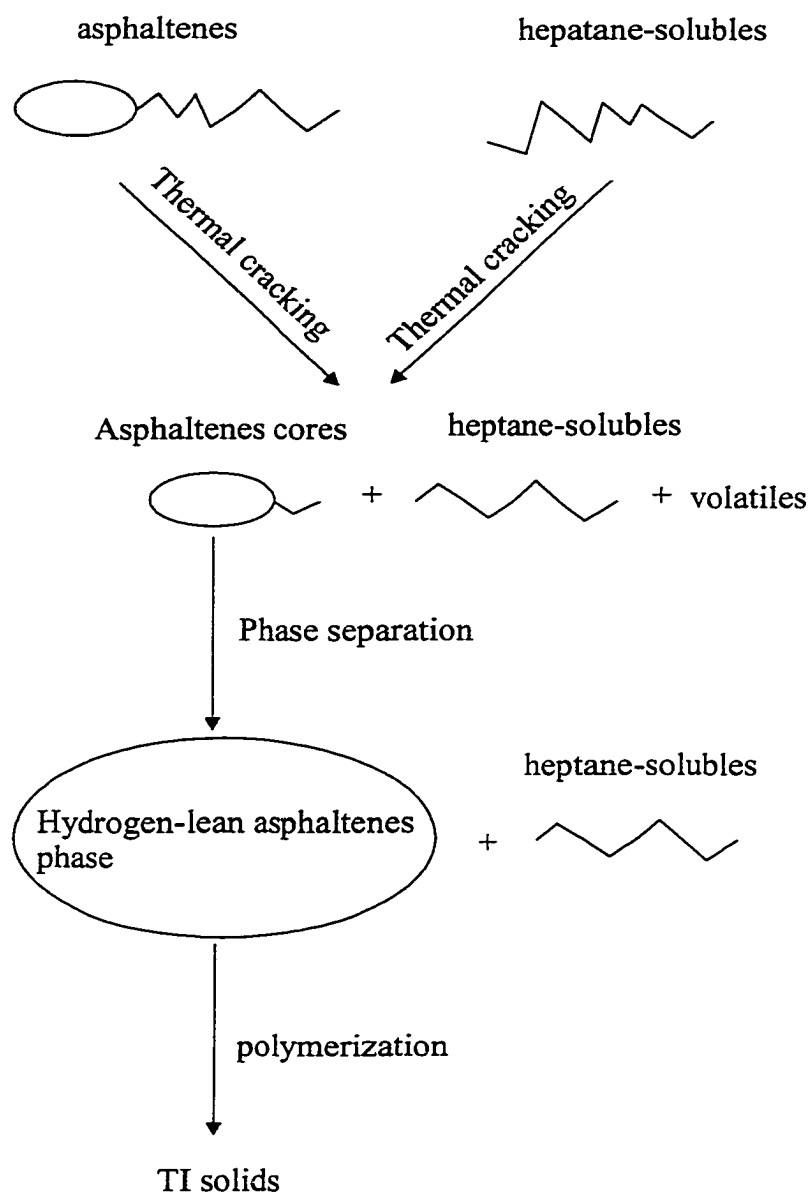 asphaltenes
hepatane-solubles
Thermal cracking
Thermal cracking
Asphaltenes cores
heptane-solubles
+
+ volatiles
Phase separation
Hydrogen-lean asphaltenes
phase
heptane-solubles
+
polymerization
TI solids